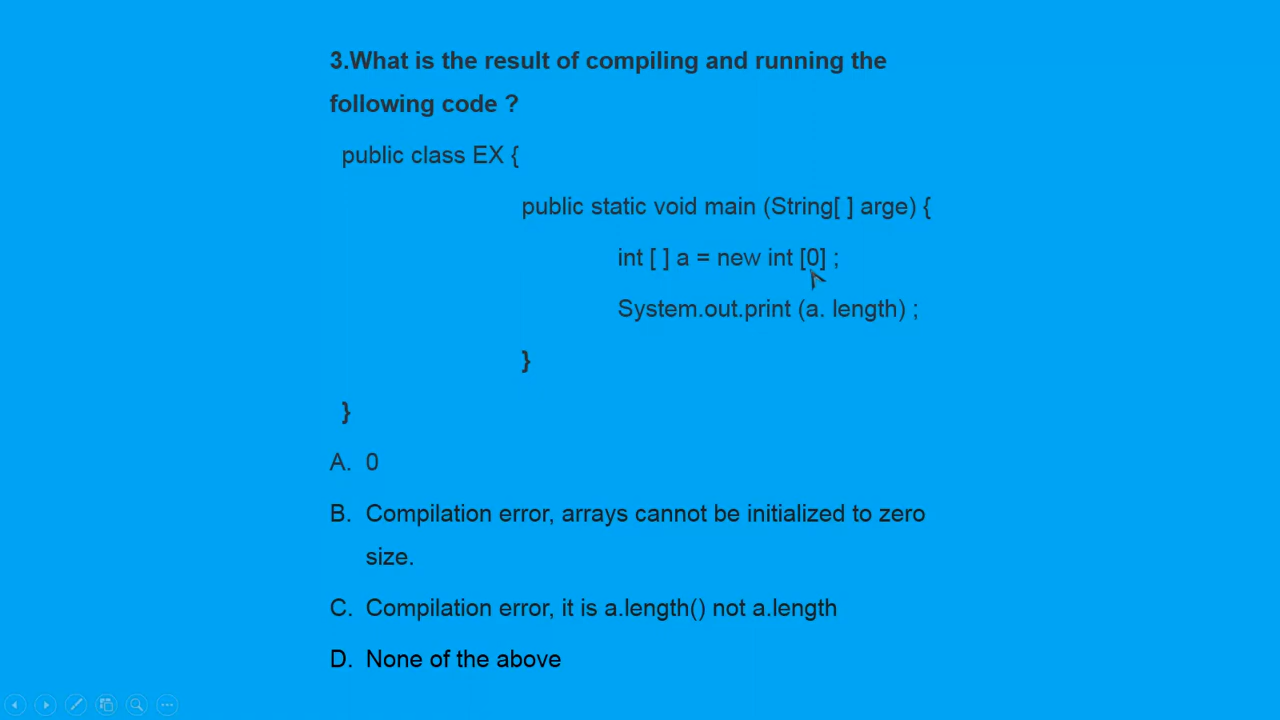 3.What is the result of compiling and running the
following code ?
public class EX {
public static void main (String[ ] arge) {
int [ ] a = new int [0] ;
System.out.print (a. length) ;
}
}
A. 0
B. Compilation error, arrays cannot be initialized to zero
size.
C. Compilation error, it is a.length() not a.length
D. None of the above